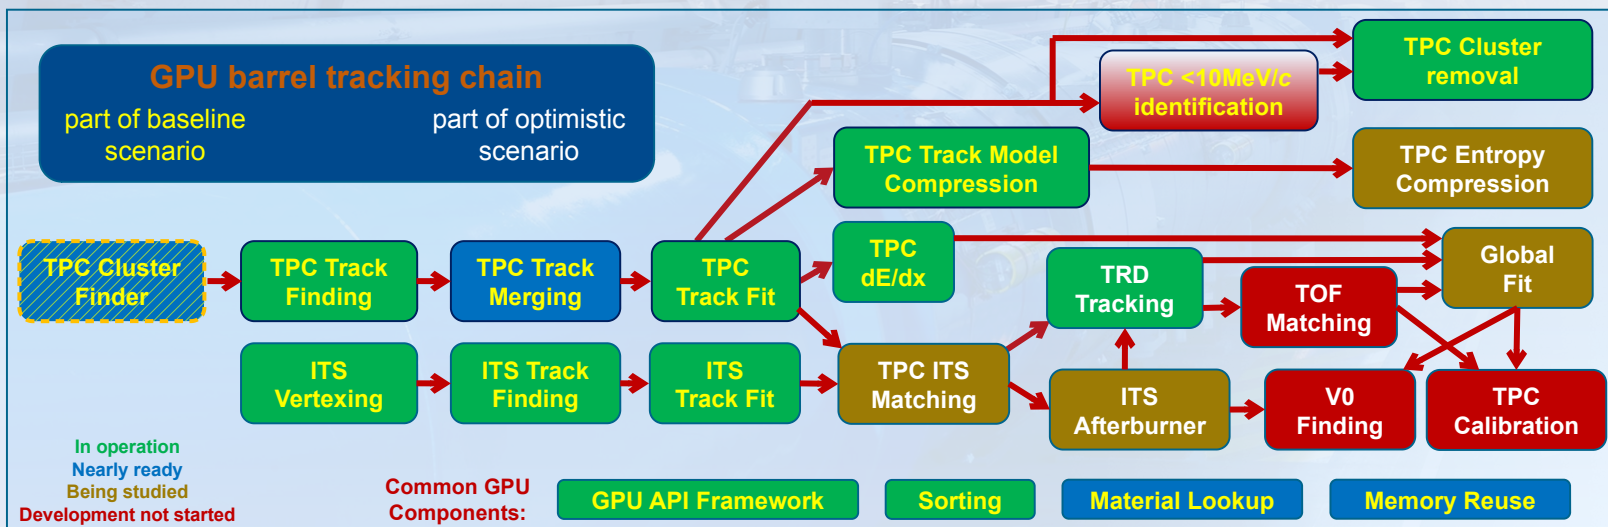 GPU barrel tracking chain
part of baseline
scenario
part of optimistic
scenario
TPC <10MeV/c
identification
TPC Cluster
removal
TPC Track Model
Compression
TPC Entropy
Compression
TPC Cluster
Finder
TPC Track
Finding
TPC Track
Merging
TPC
Track Fit
TPC
dE/dx
TRD
Tracking
TOF
Matching
Global
Fit
ITS
Vertexing
ITS Track
Finding
ITS
Track Fit
TPC ITS
Matching
ITS
Afterburner
V0
Finding
TPC
Calibration
In operation
Nearly ready
Being studied
Development not started
Common GPU
Components:
GPU API Framework
Sorting
Material Lookup
Memory Reuse